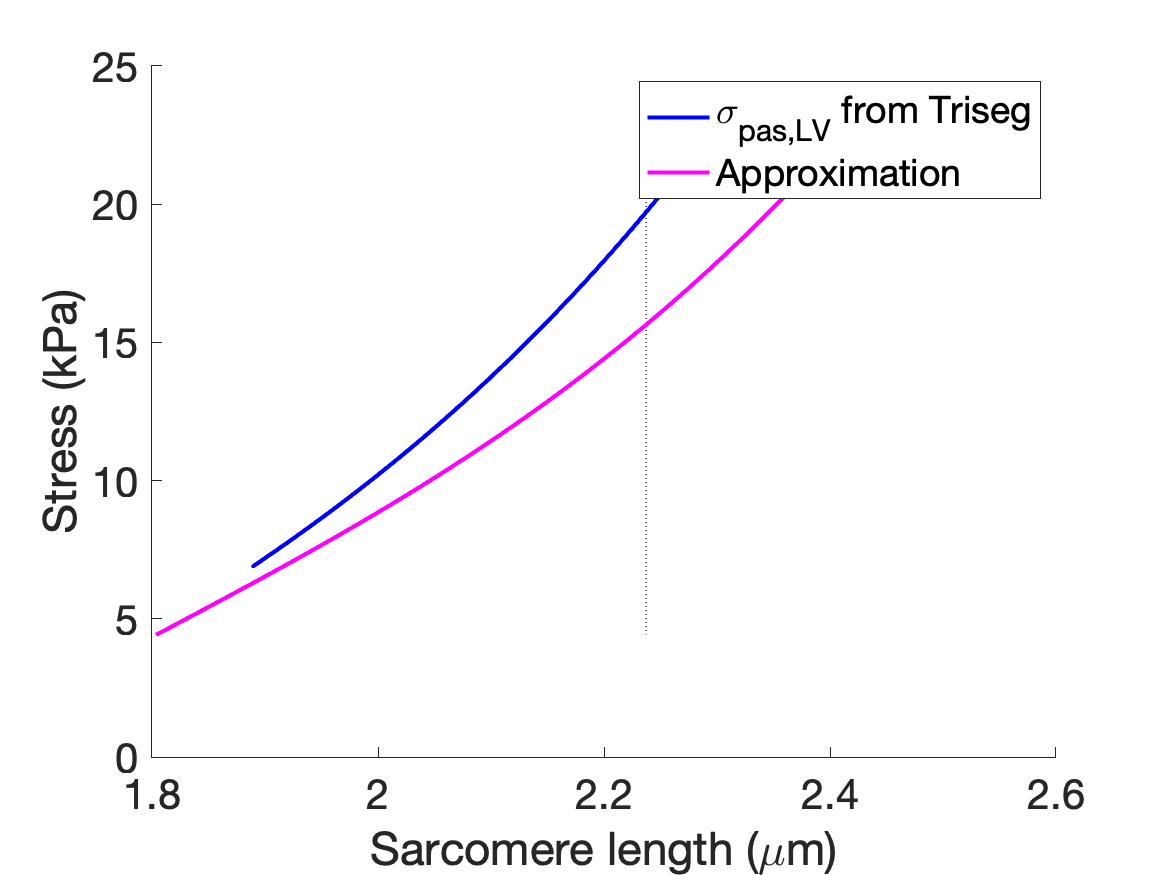 25
20
15
10
5
0
1.8
2
2.2
2.4
2.6
Stress (kPa)
Sarcomere length (μm)
σpas,LV from Triseg
Approximation